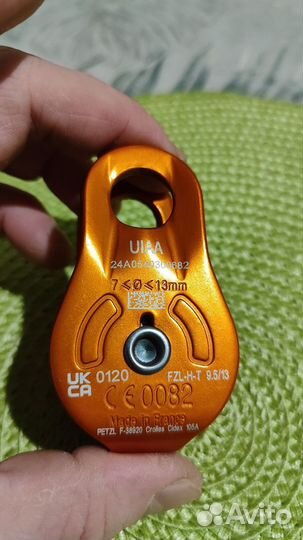 UIAA
7 ≤ Ø ≤ 13mm
UK CA 0120
FZL-H-T 9.5/13
CE 0082
Made in France
PETZL F-38920 Crolles Cidex 105A
Avito